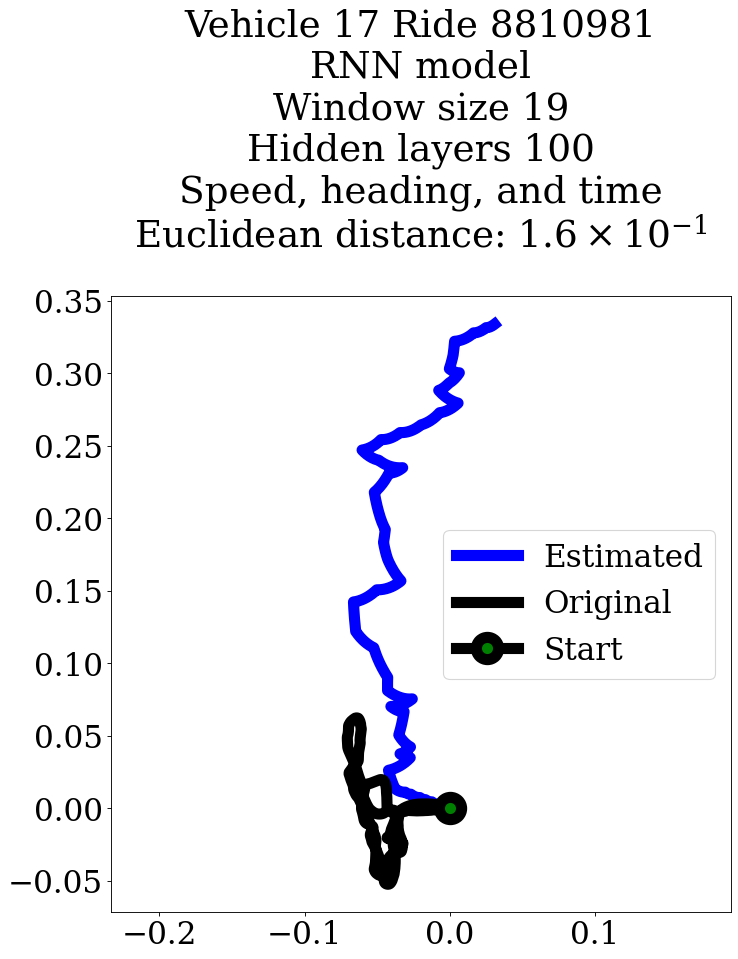 Vehicle 17 Ride 8810981
RNN model
Window size 19
Hidden layers 100
Speed, heading, and time
Euclidean distance: 1.6 × 10⁻¹
0.35
0.30
0.25
0.20
0.15
0.10
0.05
0.00
−0.05
Estimated
Original
Start
−0.2
−0.1
0.0
0.1